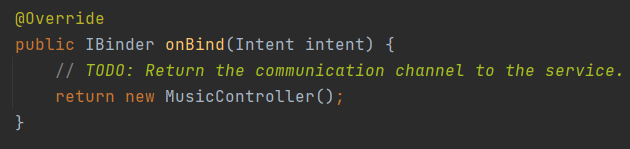 @Override
public IBinder onBind(Intent intent) {
    // TODO: Return the communication channel to the service.
    return new MusicController();
}